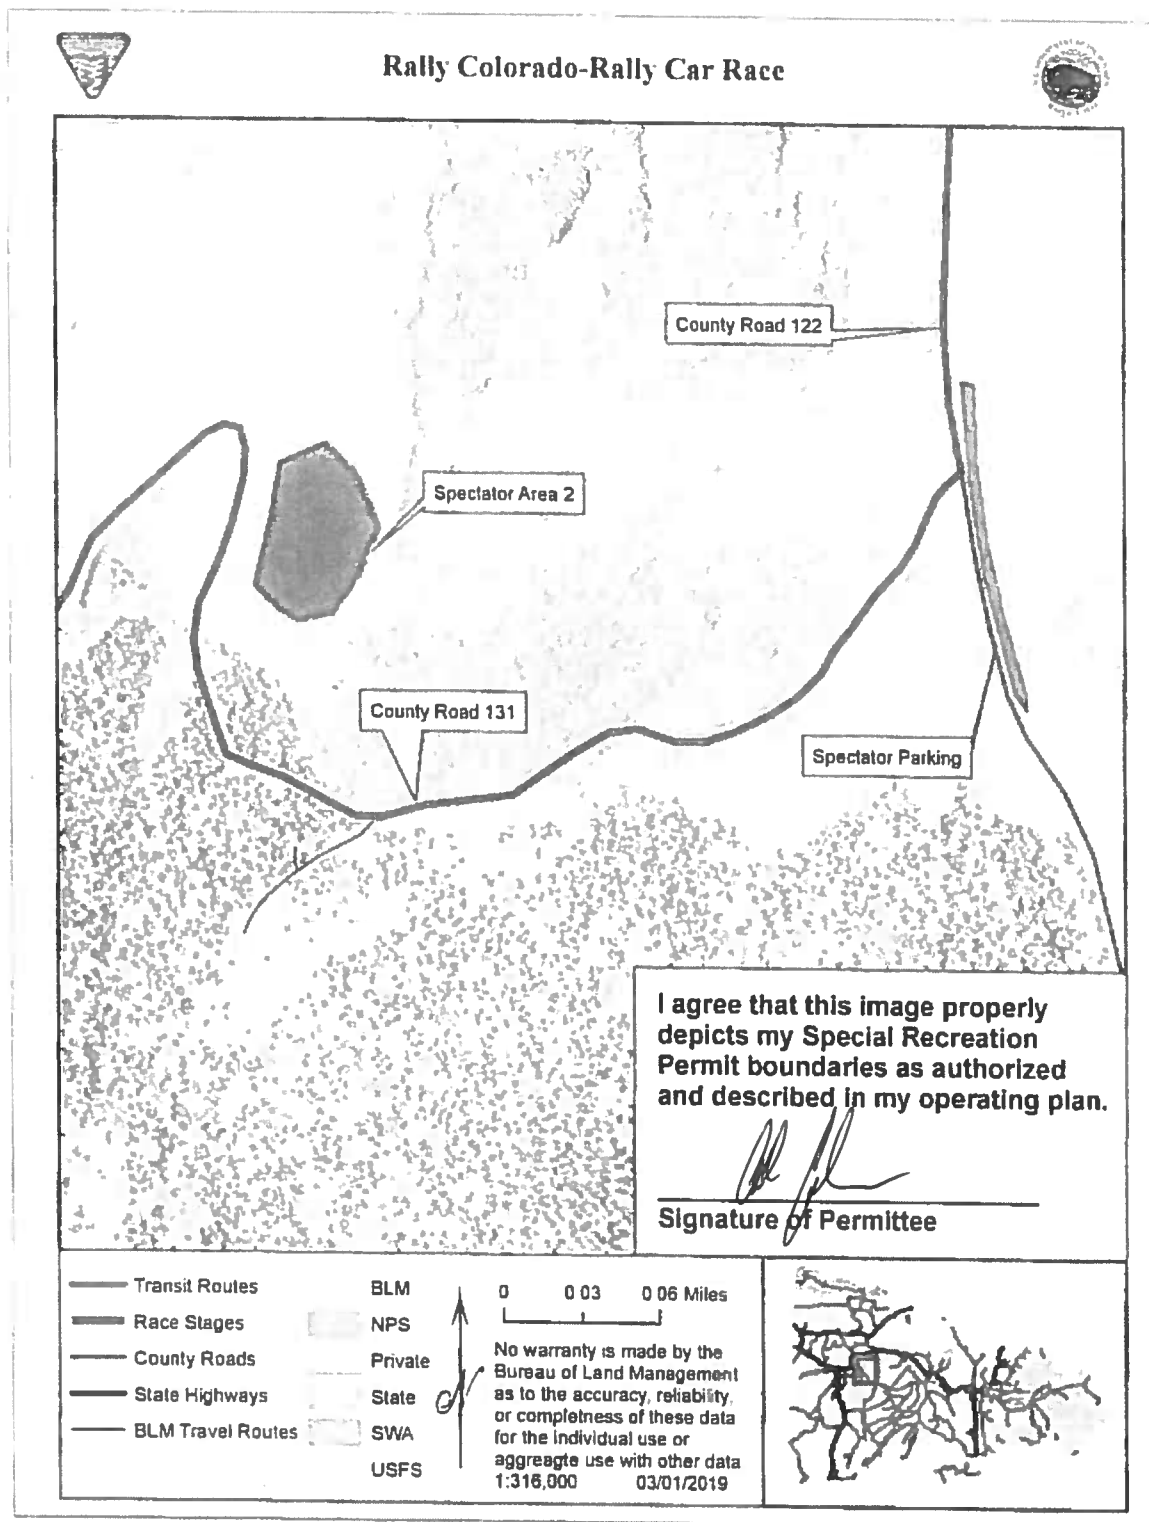 Rally Colorado-Rally Car Race
County Road 122
Spectator Area 2
County Road 131
Spectator Parking
I agree that this image properly
depicts my Special Recreation
Permit boundaries as authorized
and described in my operating plan.
Signature of Permittee
Transit Routes
Race Stages
County Roads
State Highways
BLM Travel Routes
BLM
NPS
Private
State
SWA
USFS
0 0 03 0 06 Miles
No warranty is made by the
Bureau of Land Management
as to the accuracy, reliability,
or completness of these data
for the individual use or
aggreagte use with other data
1:316,000 03/01/2019